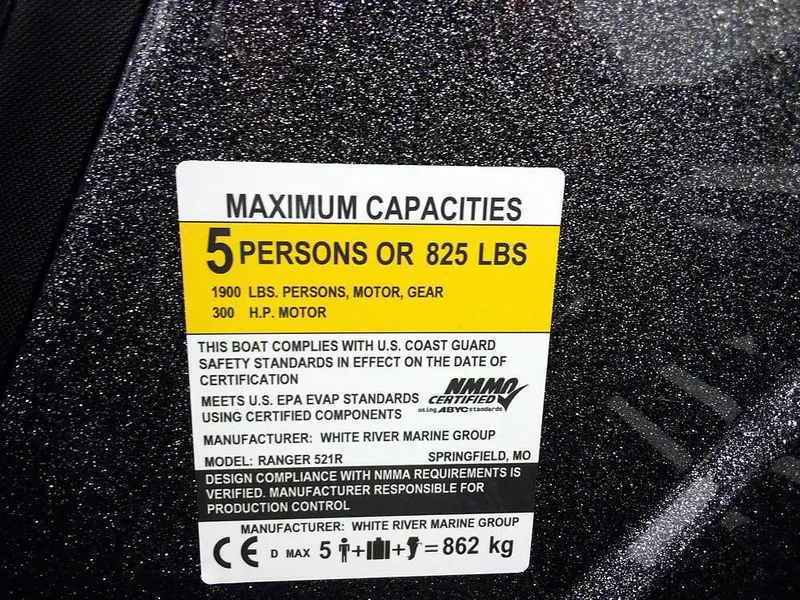 MAXIMUM CAPACITIES
5 PERSONS OR 825 LBS
1900 LBS. PERSONS, MOTOR, GEAR
300 H.P. MOTOR
THIS BOAT COMPLIES WITH U.S. COAST GUARD
SAFETY STANDARDS IN EFFECT ON THE DATE OF
CERTIFICATION
MEETS U.S. EPA EVAP STANDARDS
USING CERTIFIED COMPONENTS
NMMA
CERTIFIED
using ABYC standards
MANUFACTURER: WHITE RIVER MARINE GROUP
MODEL: RANGER 521R SPRINGFIELD, MO
DESIGN COMPLIANCE WITH NMMA REQUIREMENTS IS
VERIFIED. MANUFACTURER RESPONSIBLE FOR
PRODUCTION CONTROL
MANUFACTURER: WHITE RIVER MARINE GROUP
CE D MAX 5 + + = 862 kg